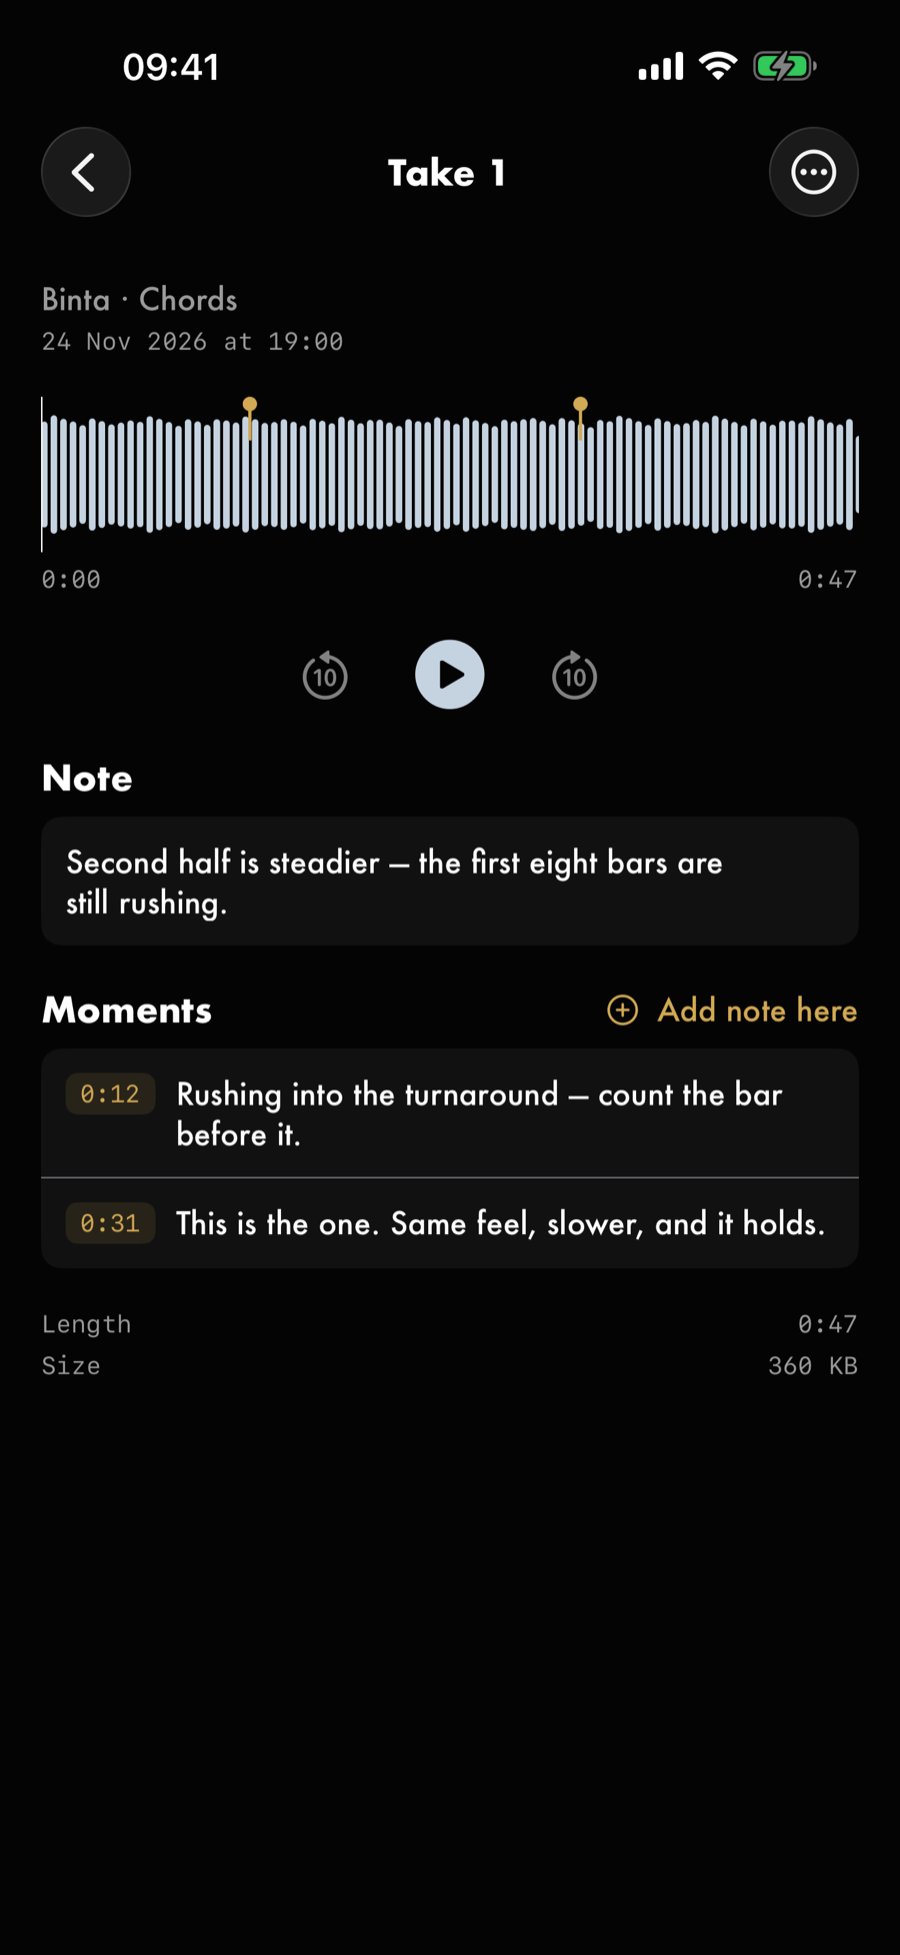 09:41
Take 1
Binta · Chords
24 Nov 2026 at 19:00
0:00
0:47
10
10
Note
Second half is steadier — the first eight bars are
still rushing.
Moments
Add note here
0:12
Rushing into the turnaround — count the bar
before it.
0:31
This is the one. Same feel, slower, and it holds.
Length
0:47
Size
360 KB